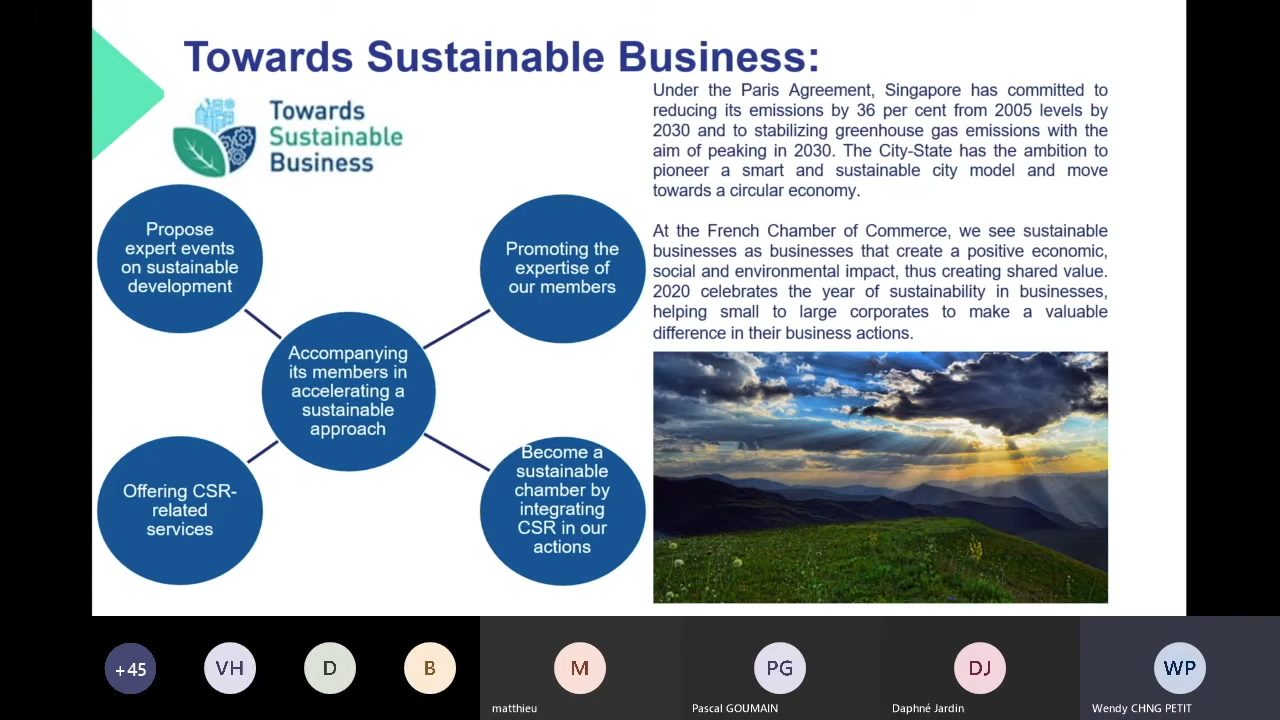 Towards Sustainable Business:
Towards
Sustainable
Business
Propose
expert events
on sustainable
development
Promoting the
expertise of
our members
Accompanying
its members in
accelerating a
sustainable
approach
Offering CSR-
related
services
Become a
sustainable
chamber by
integrating
CSR in our
actions
Under the Paris Agreement, Singapore has committed to
reducing its emissions by 36 per cent from 2005 levels by
2030 and to stabilizing greenhouse gas emissions with the
aim of peaking in 2030. The City-State has the ambition to
pioneer a smart and sustainable city model and move
towards a circular economy.
At the French Chamber of Commerce, we see sustainable
businesses as businesses that create a positive economic,
social and environmental impact, thus creating shared value.
2020 celebrates the year of sustainability in businesses,
helping small to large corporates to make a valuable
difference in their business actions.
+45
VH
D
B
M
PG
DJ
WP
matthieu
Pascal GOUMAIN
Daphné Jardin
Wendy CHNG PETIT